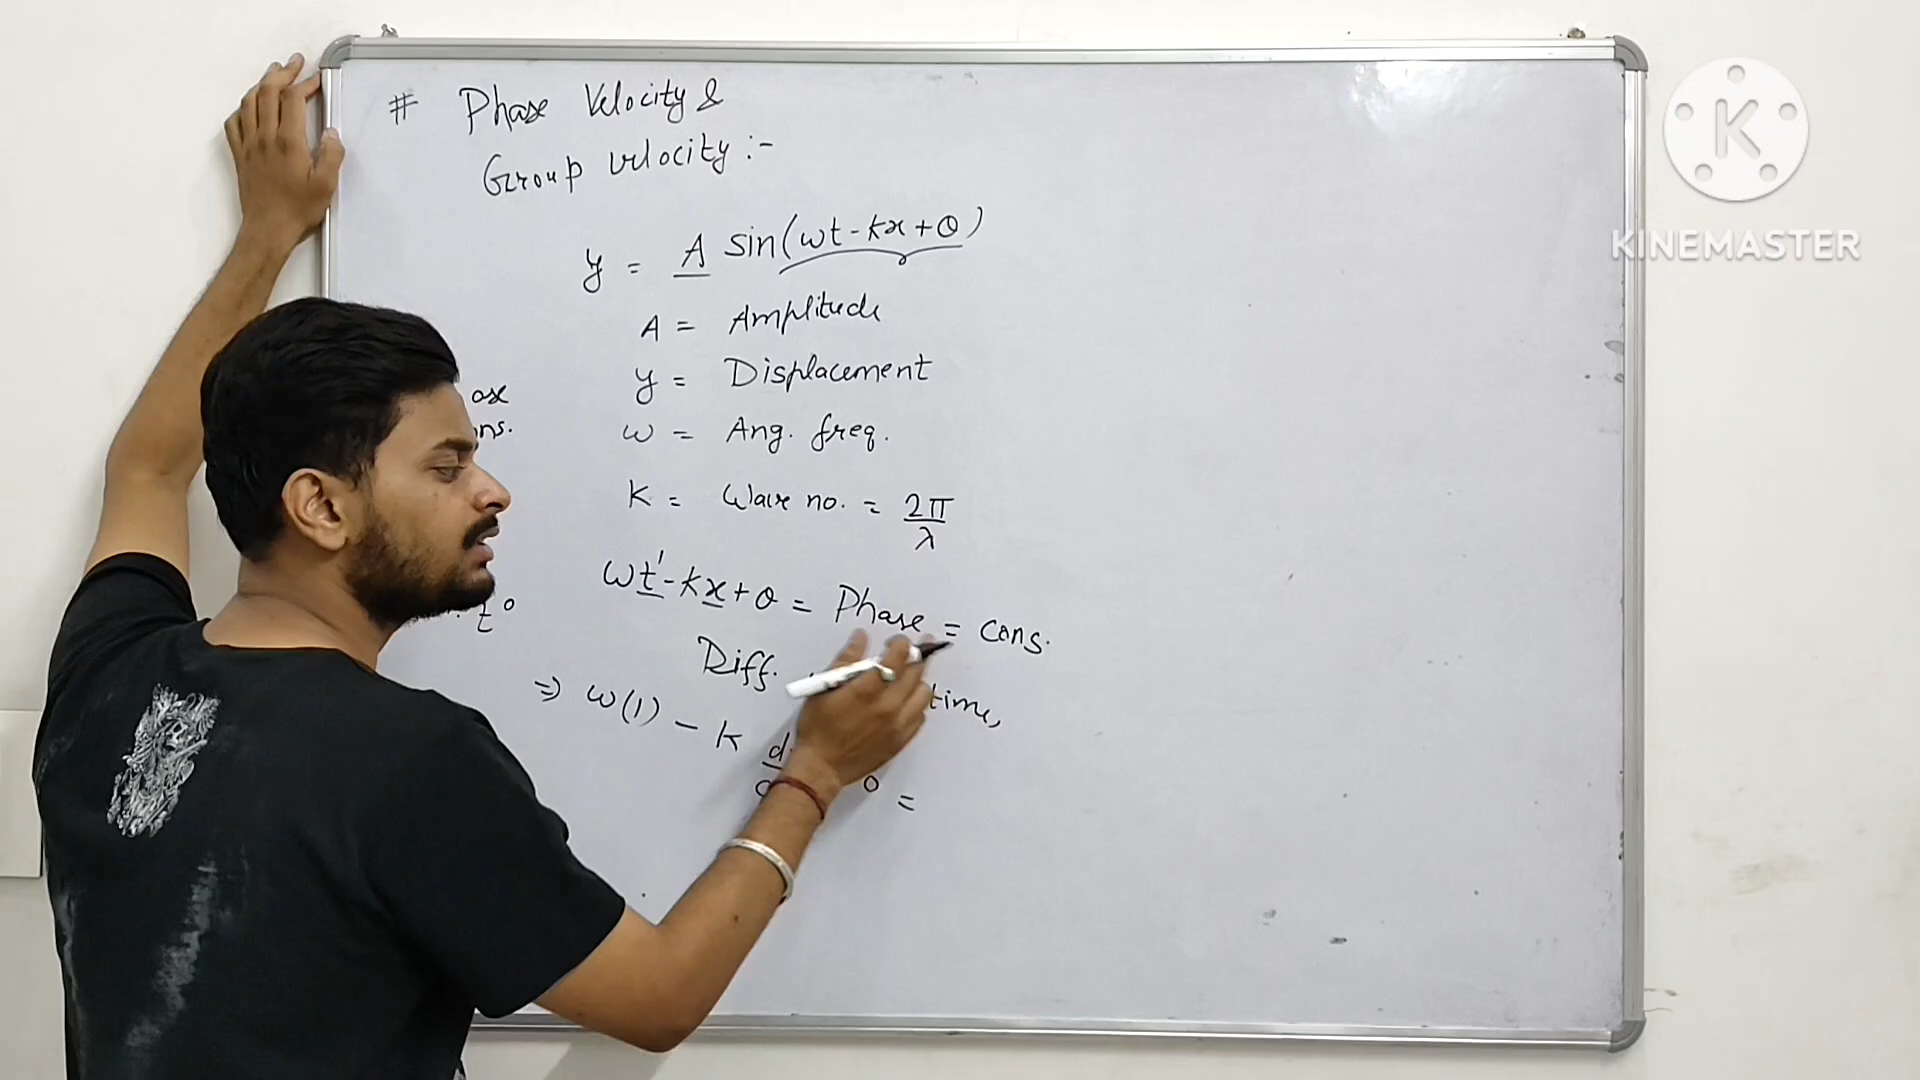 # Phase Velocity &
Group velocity :-
y = A sin(ωt - kx + θ)
A = Amplitude
y = Displacement
ω = Ang. freq.
K = Wave no. = 2π/λ
ωt' - kx + θ = Phase = Cons.
Diff. time,
⇒ ω(1) - k 0 =
K
KINEMASTER